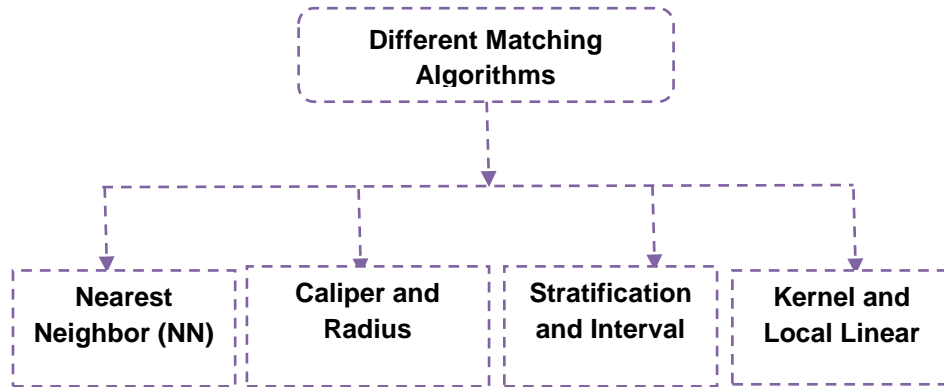 Different Matching
Algorithms
Nearest
Neighbor (NN)
Caliper and
Radius
Stratification
and Interval
Kernel and
Local Linear